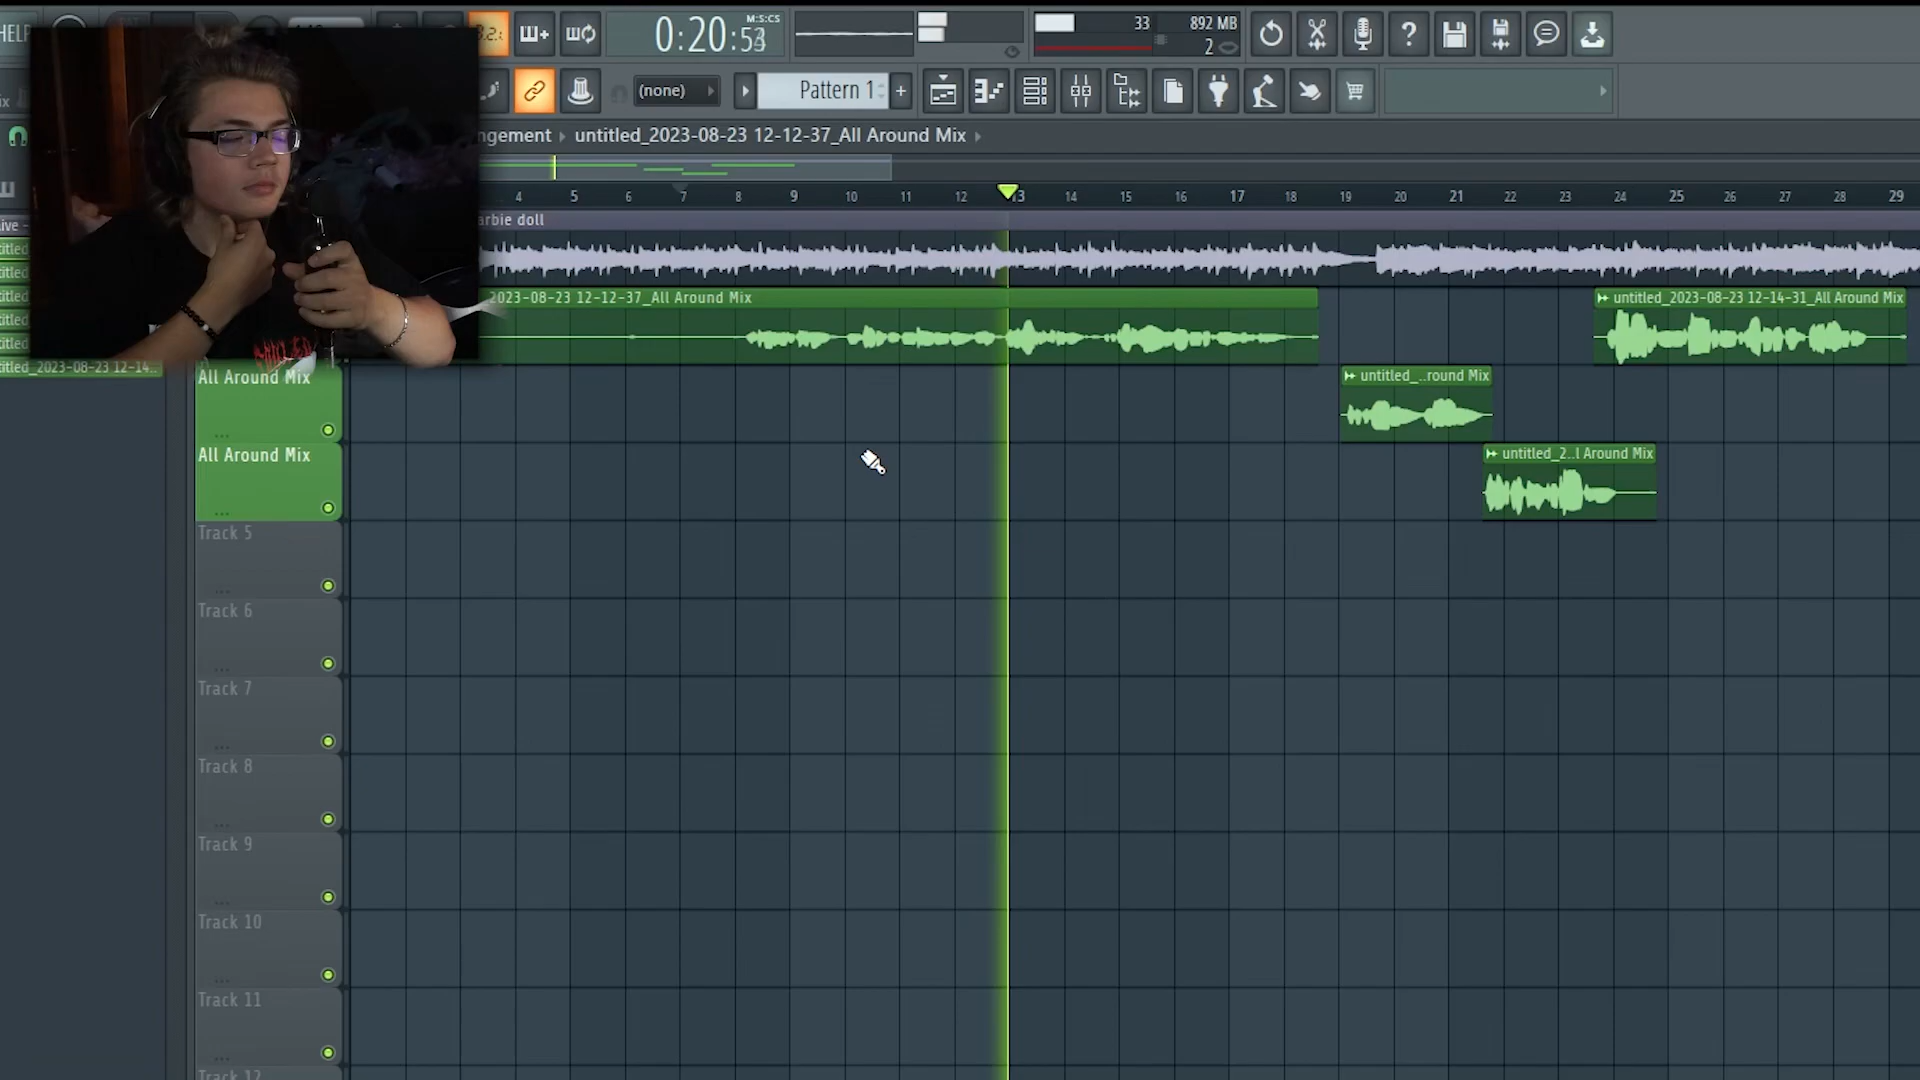 HELP
3.2:
0:20:53
M:S:CS
33
892 MB
2
(none)
Pattern 1
+
?
ngement
untitled_2023-08-23 12-12-37_All Around Mix
4 5 6 7 8 9 10 11 12 13 14 15 16 17 18 19 20 21 22 23 24 25 26 27 28 29
arbie doll
2023-08-23 12-12-37_All Around Mix
untitled_2023-08-23 12-14-31_All Around Mix
titled_2023-08-23 12-14..
All Around Mix
untitled_..round Mix
All Around Mix
untitled_2..l Around Mix
Track 5
Track 6
Track 7
Track 8
Track 9
Track 10
Track 11
Track 12